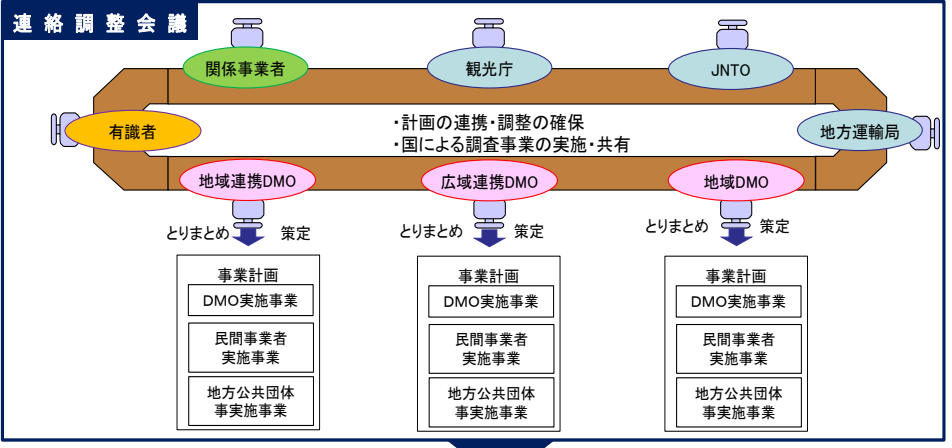 連絡調整会議
関係事業者
観光庁
JNTO
有識者
・計画の連携・調整の確保
・国による調査事業の実施・共有
地方運輸局
地域連携DMO
広域連携DMO
地域DMO
とりまとめ
策定
とりまとめ
策定
とりまとめ
策定
事業計画
DMO実施事業
民間事業者
実施事業
地方公共団体
事実施事業
事業計画
DMO実施事業
民間事業者
実施事業
地方公共団体
事実施事業
事業計画
DMO実施事業
民間事業者
実施事業
地方公共団体
事実施事業